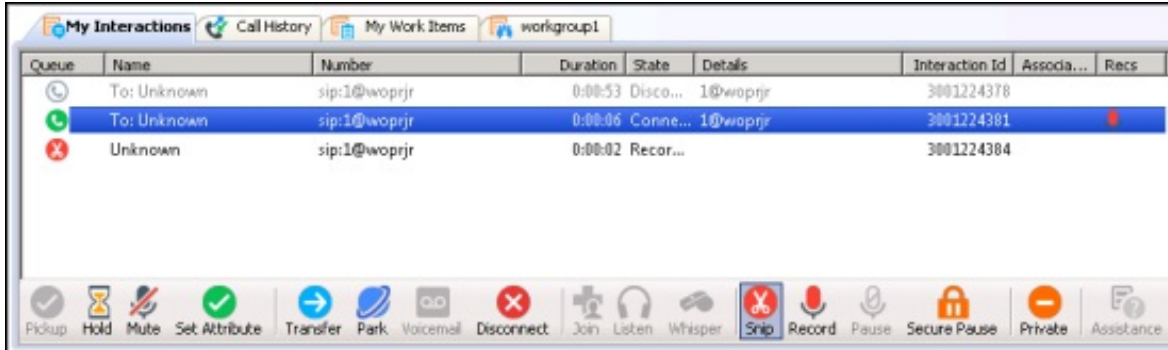 My Interactions Call History My Work Items workgroup1
Queue Name Number Duration State Details Interaction Id Associa... Recs
To: Unknown sip:1@woprjr 0:00:53 Disco... 1@woprjr 3001224378
To: Unknown sip:1@woprjr 0:00:06 Conne... 1@woprjr 3001224381
Unknown sip:1@woprjr 0:00:02 Recor... 3001224384
Pickup Hold Mute Set Attribute Transfer Park Voicemail Disconnect Join Listen Whisper Snip Record Pause Secure Pause Private Assistance